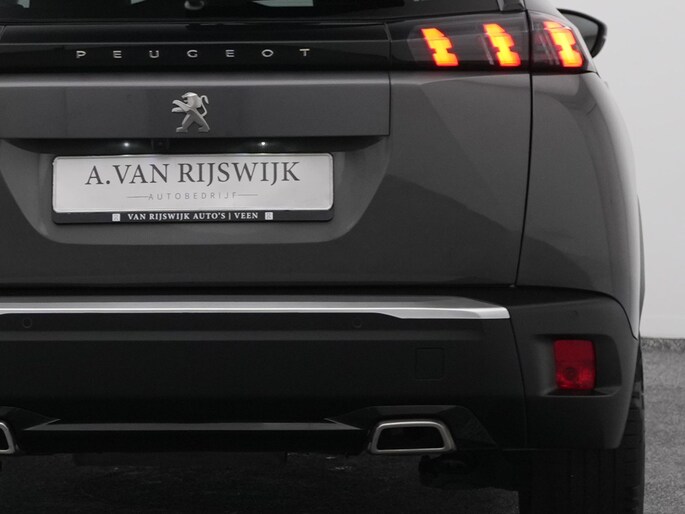 PEUGEOT
A. VAN RIJSWIJK
AUTOBEDRIJF
VAN RIJSWIJK AUTO'S | VEEN